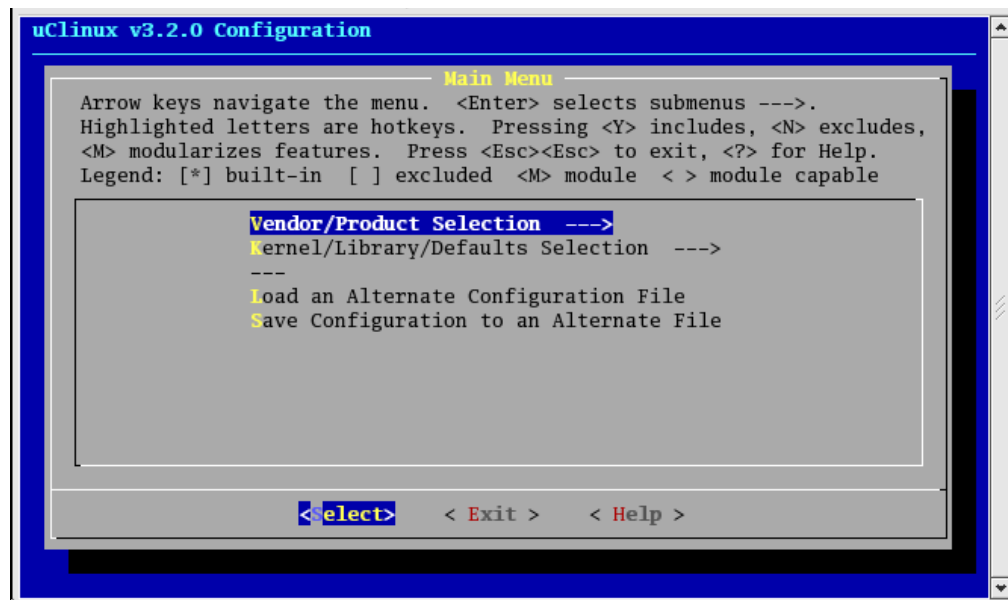 uClinux v3.2.0 Configuration
Main Menu
Arrow keys navigate the menu.  <Enter> selects submenus --->.
Highlighted letters are hotkeys.  Pressing <Y> includes, <N> excludes,
<M> modularizes features.  Press <Esc><Esc> to exit, <?> for Help.
Legend: [*] built-in  [ ] excluded  <M> module  < > module capable
Vendor/Product Selection  --->
Kernel/Library/Defaults Selection  --->
---
Load an Alternate Configuration File
Save Configuration to an Alternate File
<Select>    < Exit >    < Help >